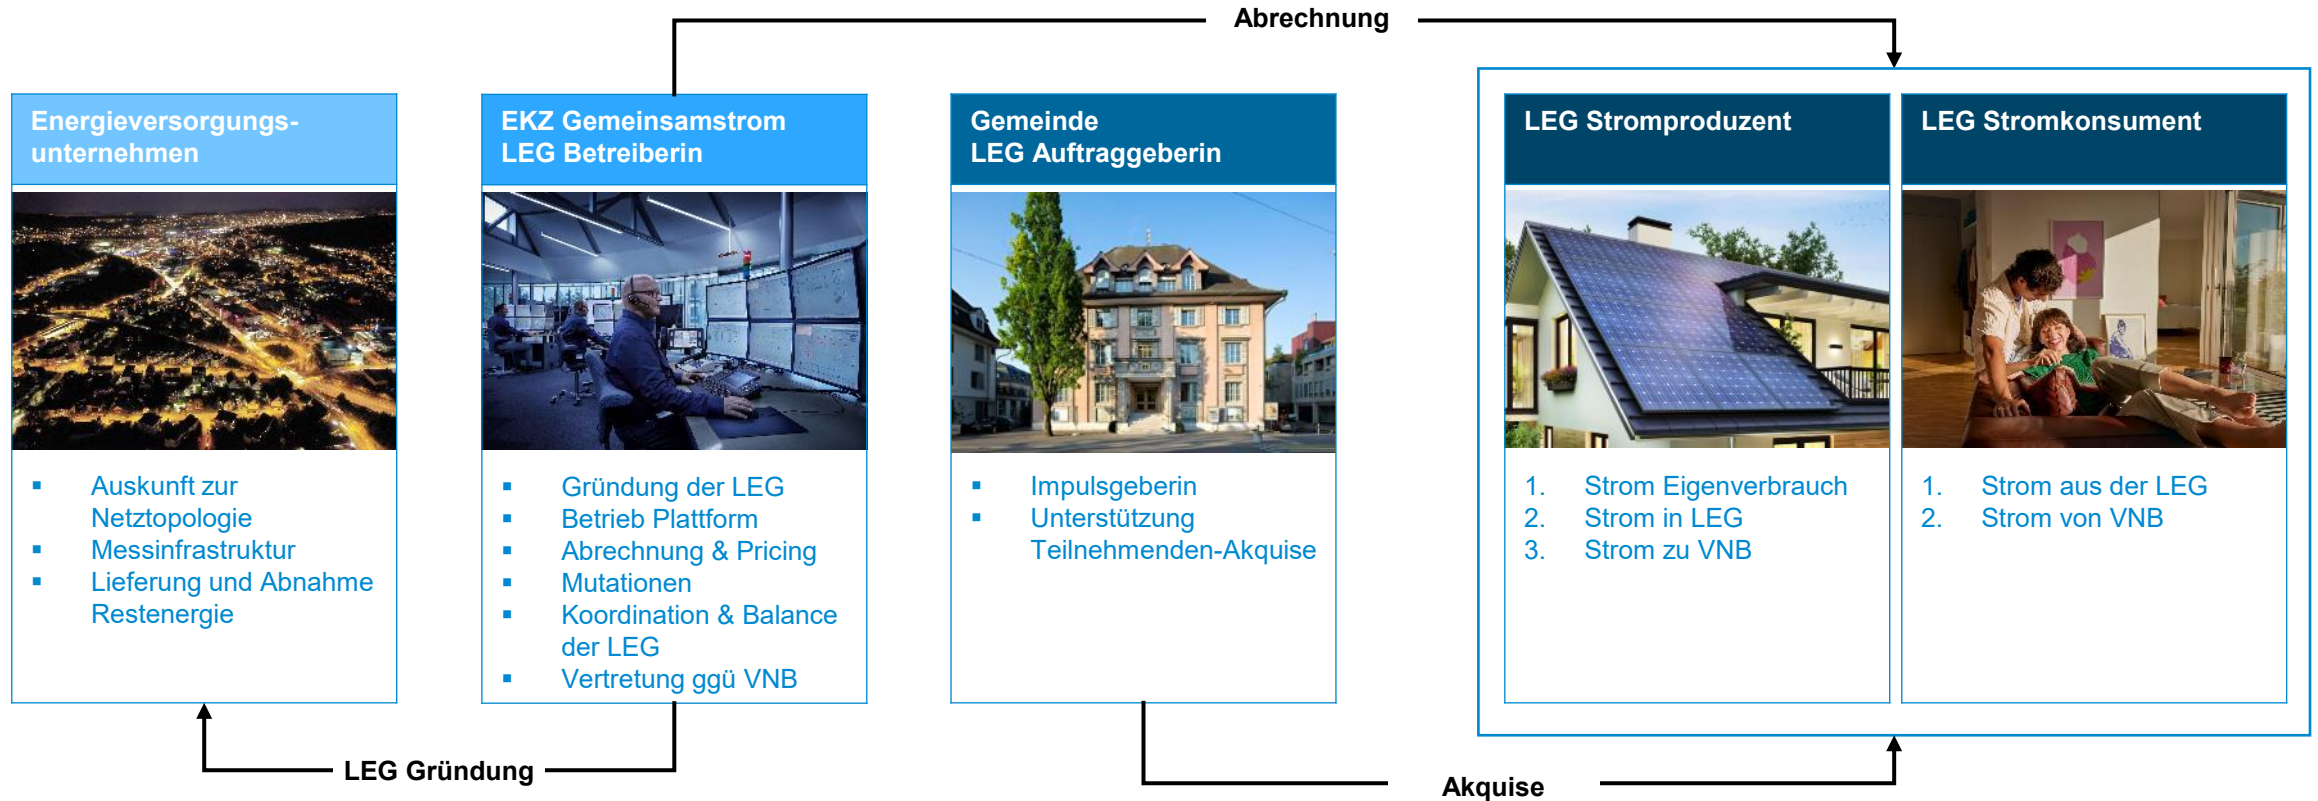 Abrechnung
Energieversorgungs-
unternehmen
▪ Auskunft zur
Netztopologie
▪ Messinfrastruktur
▪ Lieferung und Abnahme
Restenergie
EKZ Gemeinsamstrom
LEG Betreiberin
▪ Gründung der LEG
▪ Betrieb Plattform
▪ Abrechnung & Pricing
▪ Mutationen
▪ Koordination & Balance
der LEG
▪ Vertretung ggü VNB
Gemeinde
LEG Auftraggeberin
▪ Impulsgeberin
▪ Unterstützung
Teilnehmenden-Akquise
LEG Stromproduzent
1. Strom Eigenverbrauch
2. Strom in LEG
3. Strom zu VNB
LEG Stromkonsument
1. Strom aus der LEG
2. Strom von VNB
LEG Gründung
Akquise